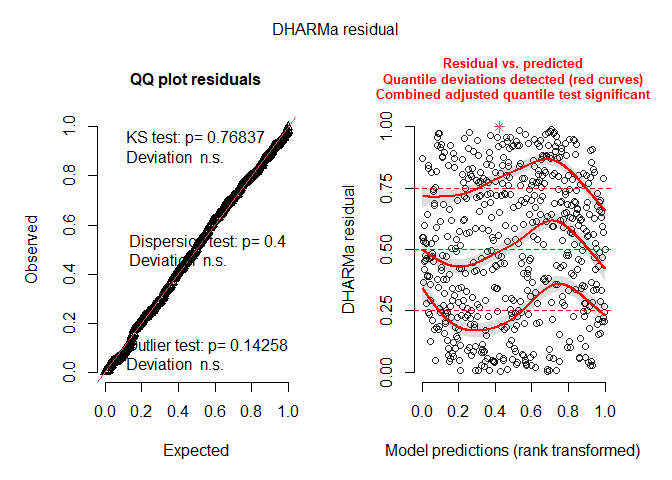 DHARMa residual
QQ plot residuals
KS test: p= 0.76837
Deviation n.s.
Dispersion test: p= 0.4
Deviation n.s.
Outlier test: p= 0.14258
Deviation n.s.
Observed
0.0 0.2 0.4 0.6 0.8 1.0
0.0 0.2 0.4 0.6 0.8 1.0
Expected
Residual vs. predicted
Quantile deviations detected (red curves)
Combined adjusted quantile test significant
DHARMa residual
0.00 0.25 0.50 0.75 1.00
0.0 0.2 0.4 0.6 0.8 1.0
Model predictions (rank transformed)